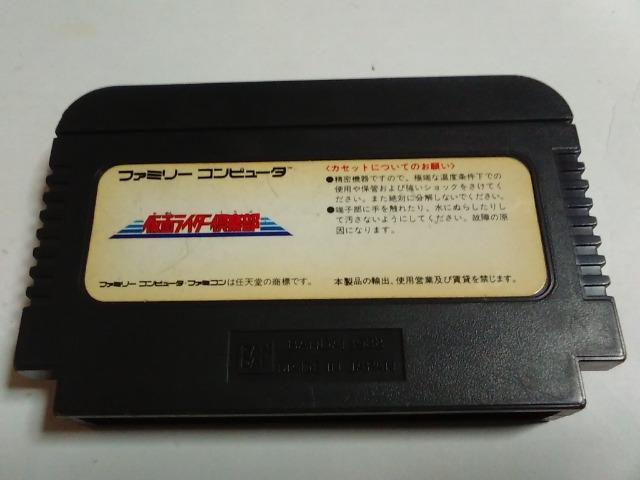 ファミリー コンピュータ™
仮面ライダー倶楽部
ファミリー コンピュータ・ファミコンは任天堂の商標です。
〈カセットについてのお願い〉
●精密機器ですので、極端な温度条件下での
使用や保管および強いショックをさけてく
ださい。また絶対に分解しないでください。
●端子部に手を触れたり、水にぬらしたりし
て汚さないようにしてください。故障の原
因になります。
本製品の輸出、使用営業及び賃貸を禁じます。
BANDAI
MADE IN JAPAN